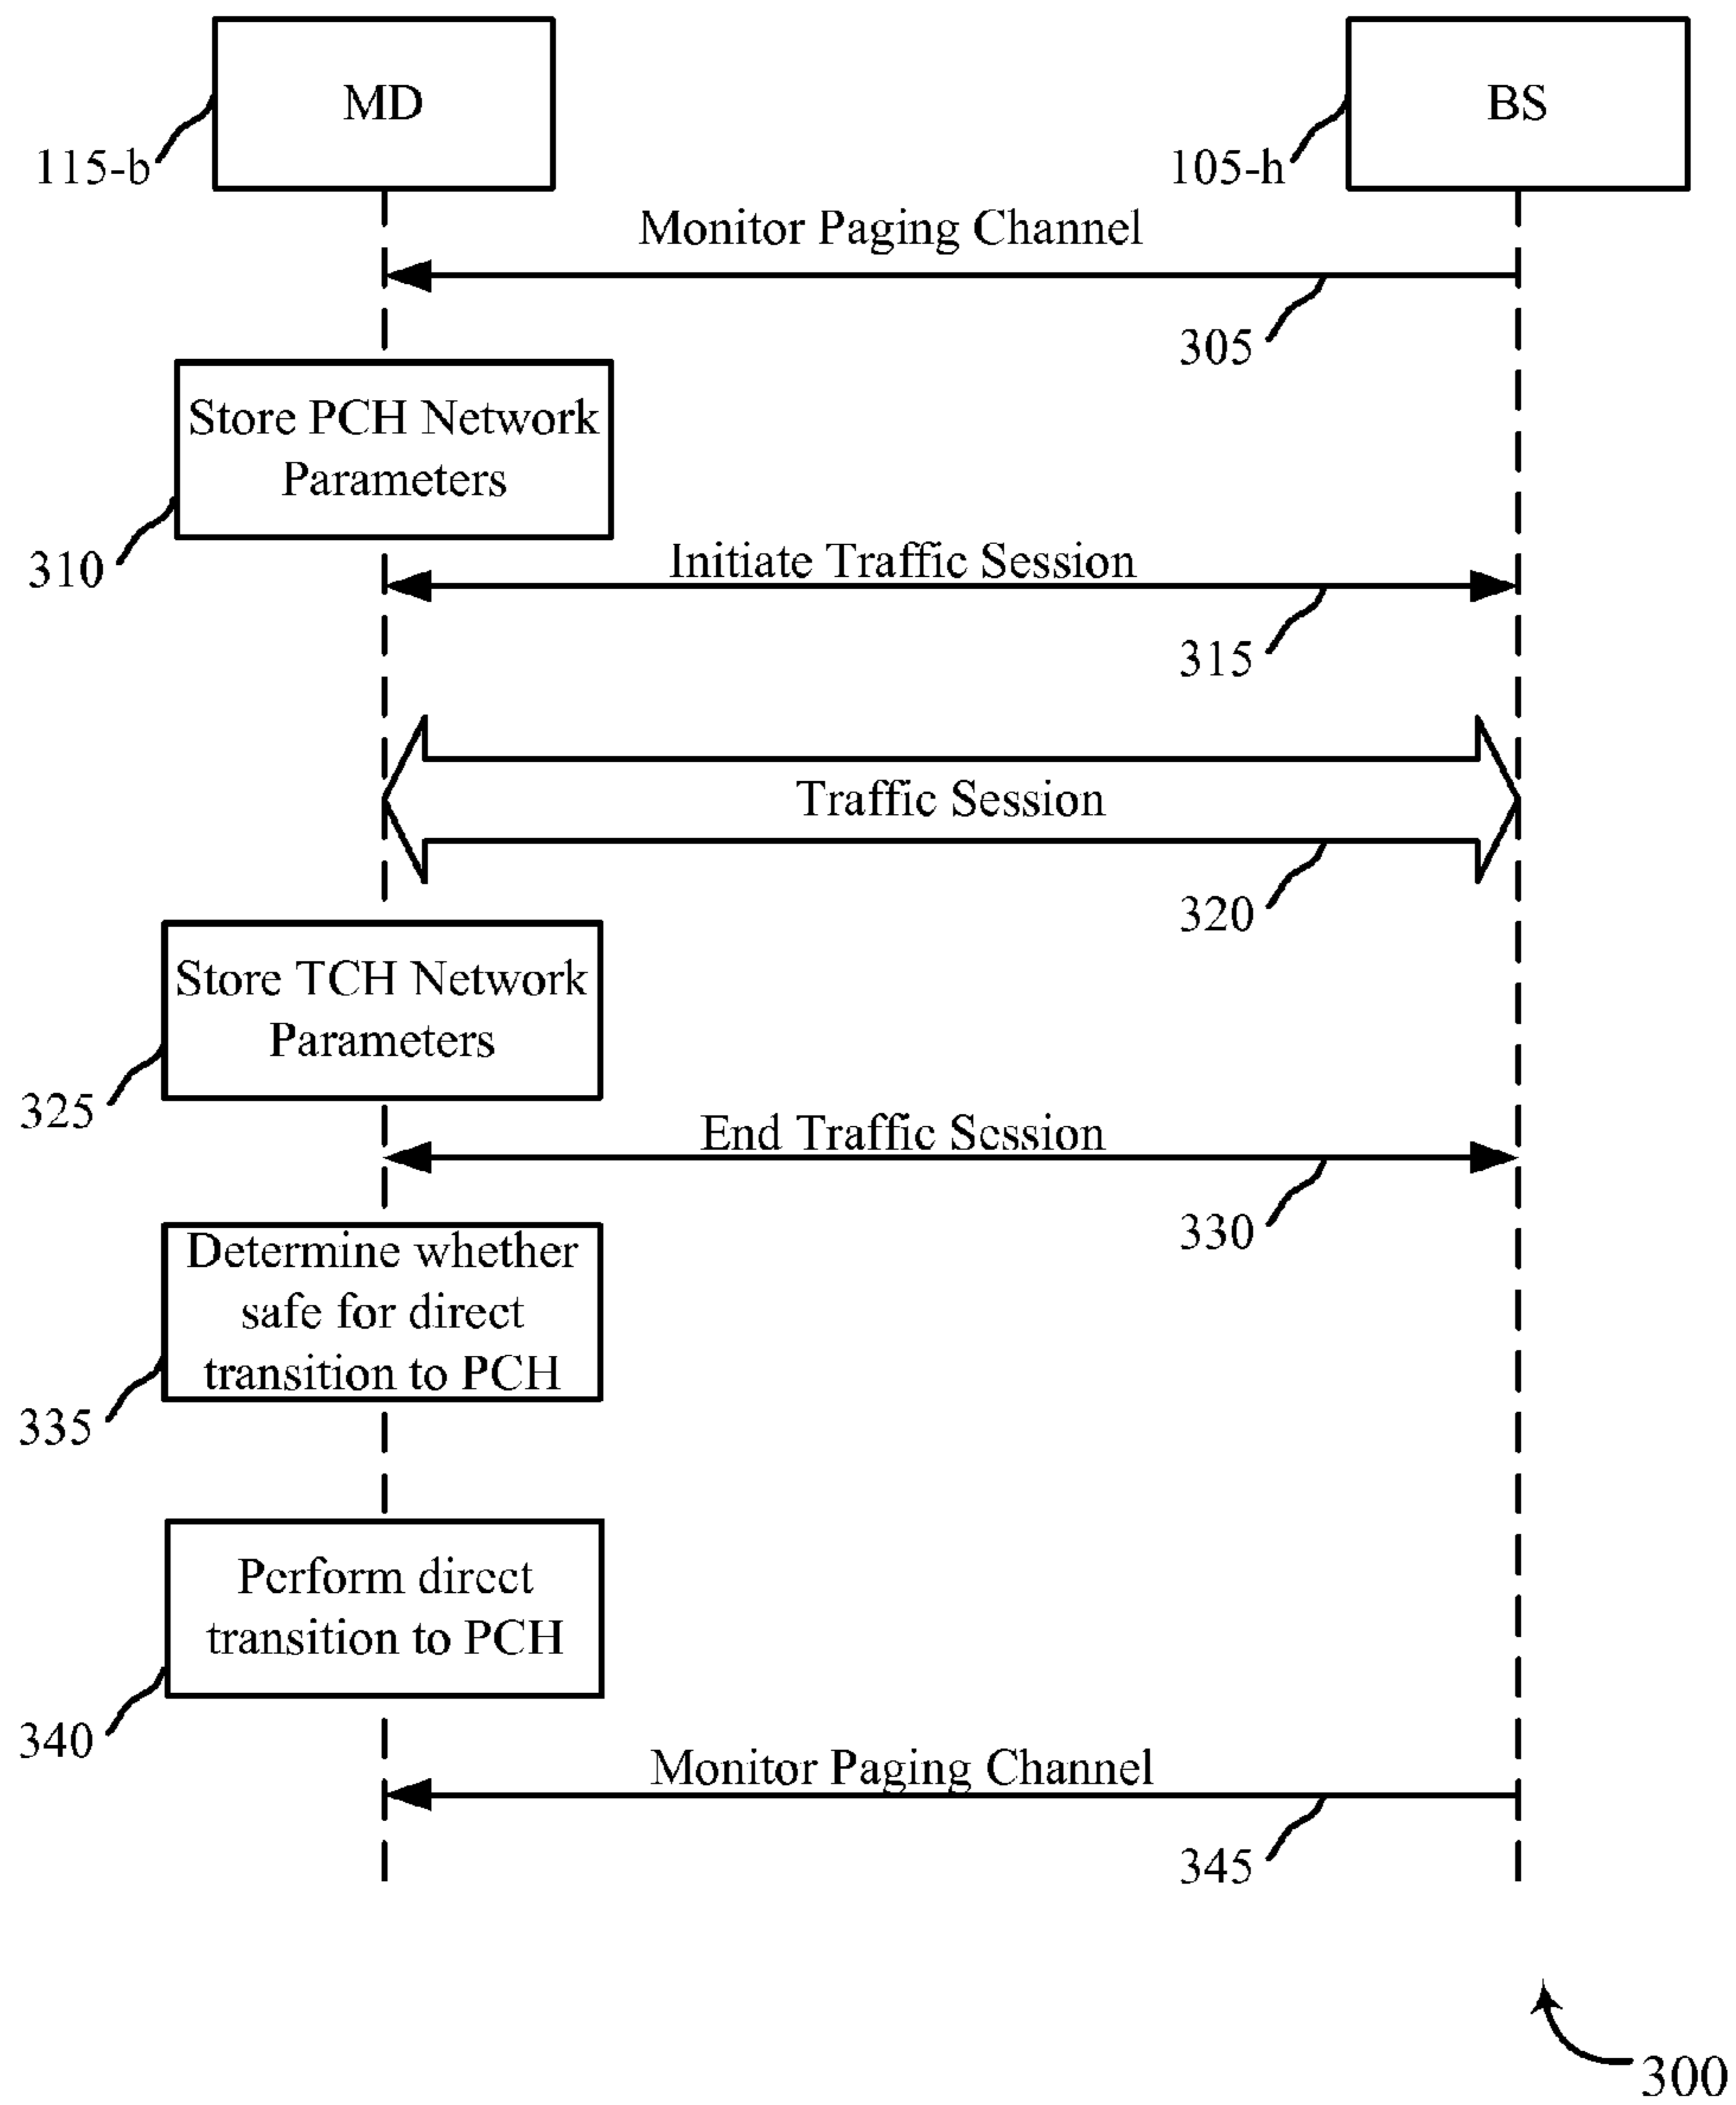 MD
BS
115-b
105-h
Monitor Paging Channel
305
Store PCH Network
Parameters
310
Initiate Traffic Session
315
Traffic Session
320
Store TCH Network
Parameters
325
End Traffic Session
330
Determine whether
safe for direct
transition to PCH
335
Perform direct
transition to PCH
340
Monitor Paging Channel
345
300